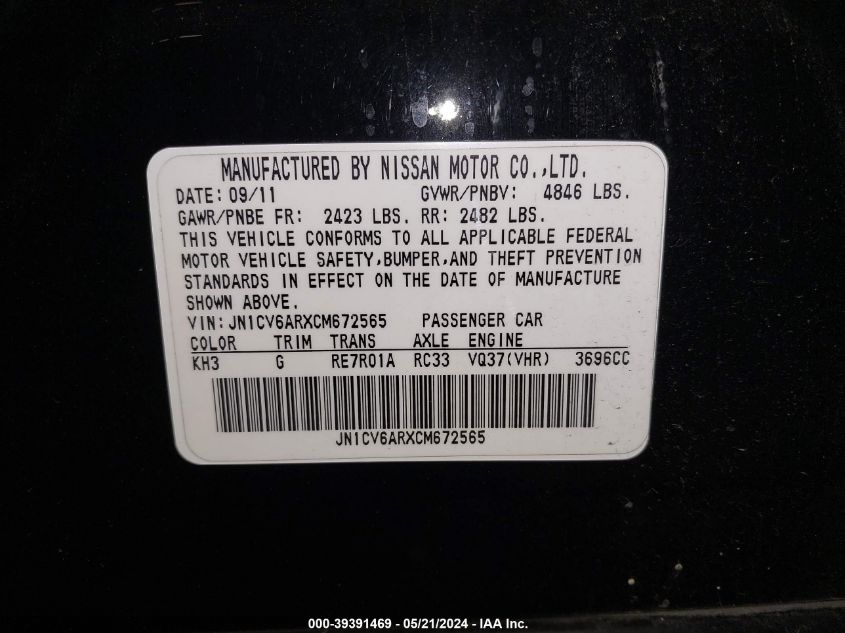 MANUFACTURED BY NISSAN MOTOR CO.,LTD.
DATE: 09/11 GVWR/PNBV: 4846 LBS.
GAWR/PNBE FR: 2423 LBS. RR: 2482 LBS.
THIS VEHICLE CONFORMS TO ALL APPLICABLE FEDERAL
MOTOR VEHICLE SAFETY,BUMPER,AND THEFT PREVENTION
STANDARDS IN EFFECT ON THE DATE OF MANUFACTURE
SHOWN ABOVE.
VIN:JN1CV6ARXCM672565 PASSENGER CAR
COLOR TRIM TRANS AXLE ENGINE
KH3 G RE7R01A RC33 VQ37(VHR) 3696CC
JN1CV6ARXCM672565
000-39391469 - 05/21/2024 - IAA Inc.